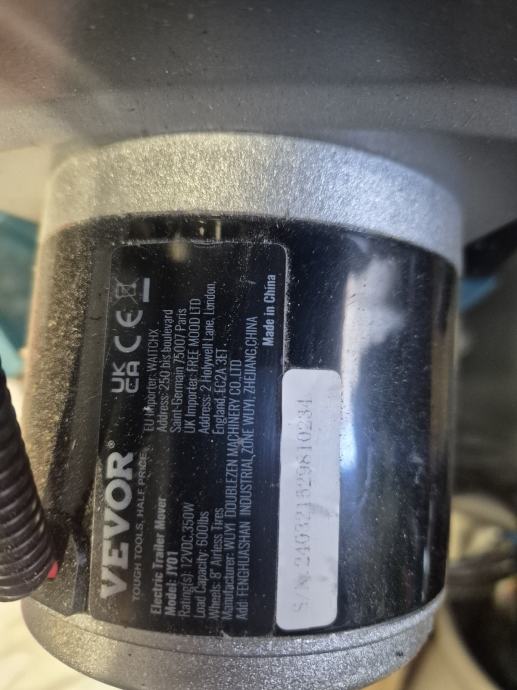 VEVOR®
TOUGH TOOLS, HALF PRICE
UK
CA CE
Electric Trailer Mover
Model: JY01
Rating(s): 12VDC,350W
Load Capacity: 600lbs
Wheels: 8" Airless Tires
Manufacturer: WUYI DOUBLEZEN MACHINERY CO.,LTD
Add: FENGHUASHAN INDUSTRIAL ZONE WUYI, ZHEJIANG,CHINA
EU Importer: WAITCHX
Address: 250 bis boulevard
Saint-Germain 75007 Paris
UK Importer: FREE MOOD LTD
Address: 2 Holywell Lane, London,
England, EC2A 3ET
Made in China